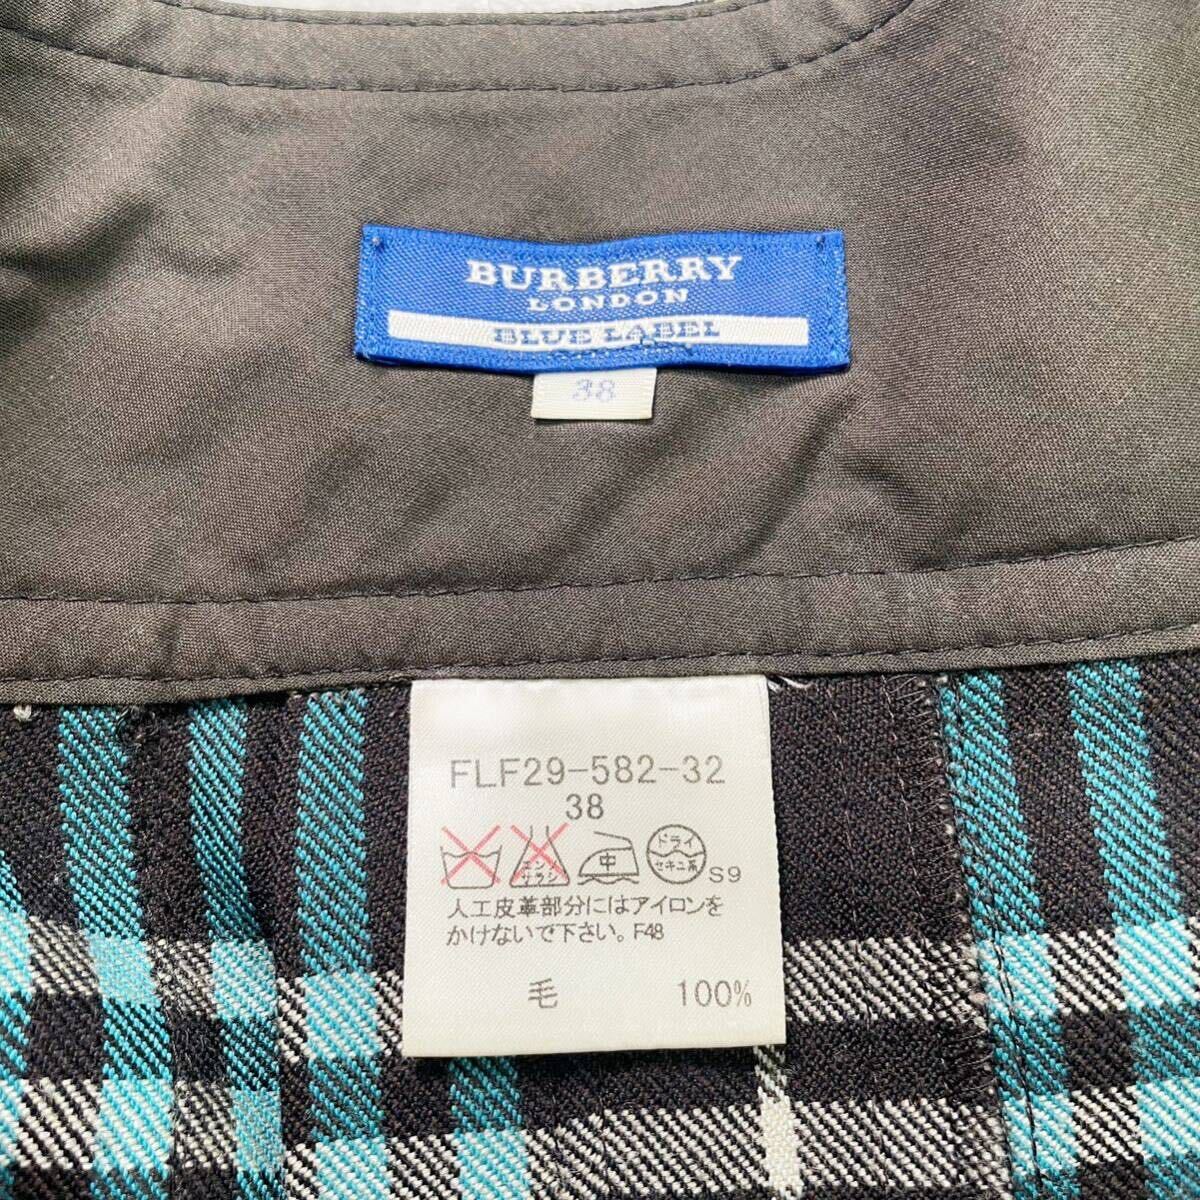 BURBERRY
LONDON
BLUE LABEL
38
FLF29-582-32
38
エンソ
サラシ
中
ドライ
セキユ系
S9
人工皮革部分にはアイロンを
かけないで下さい。F48
毛 100%